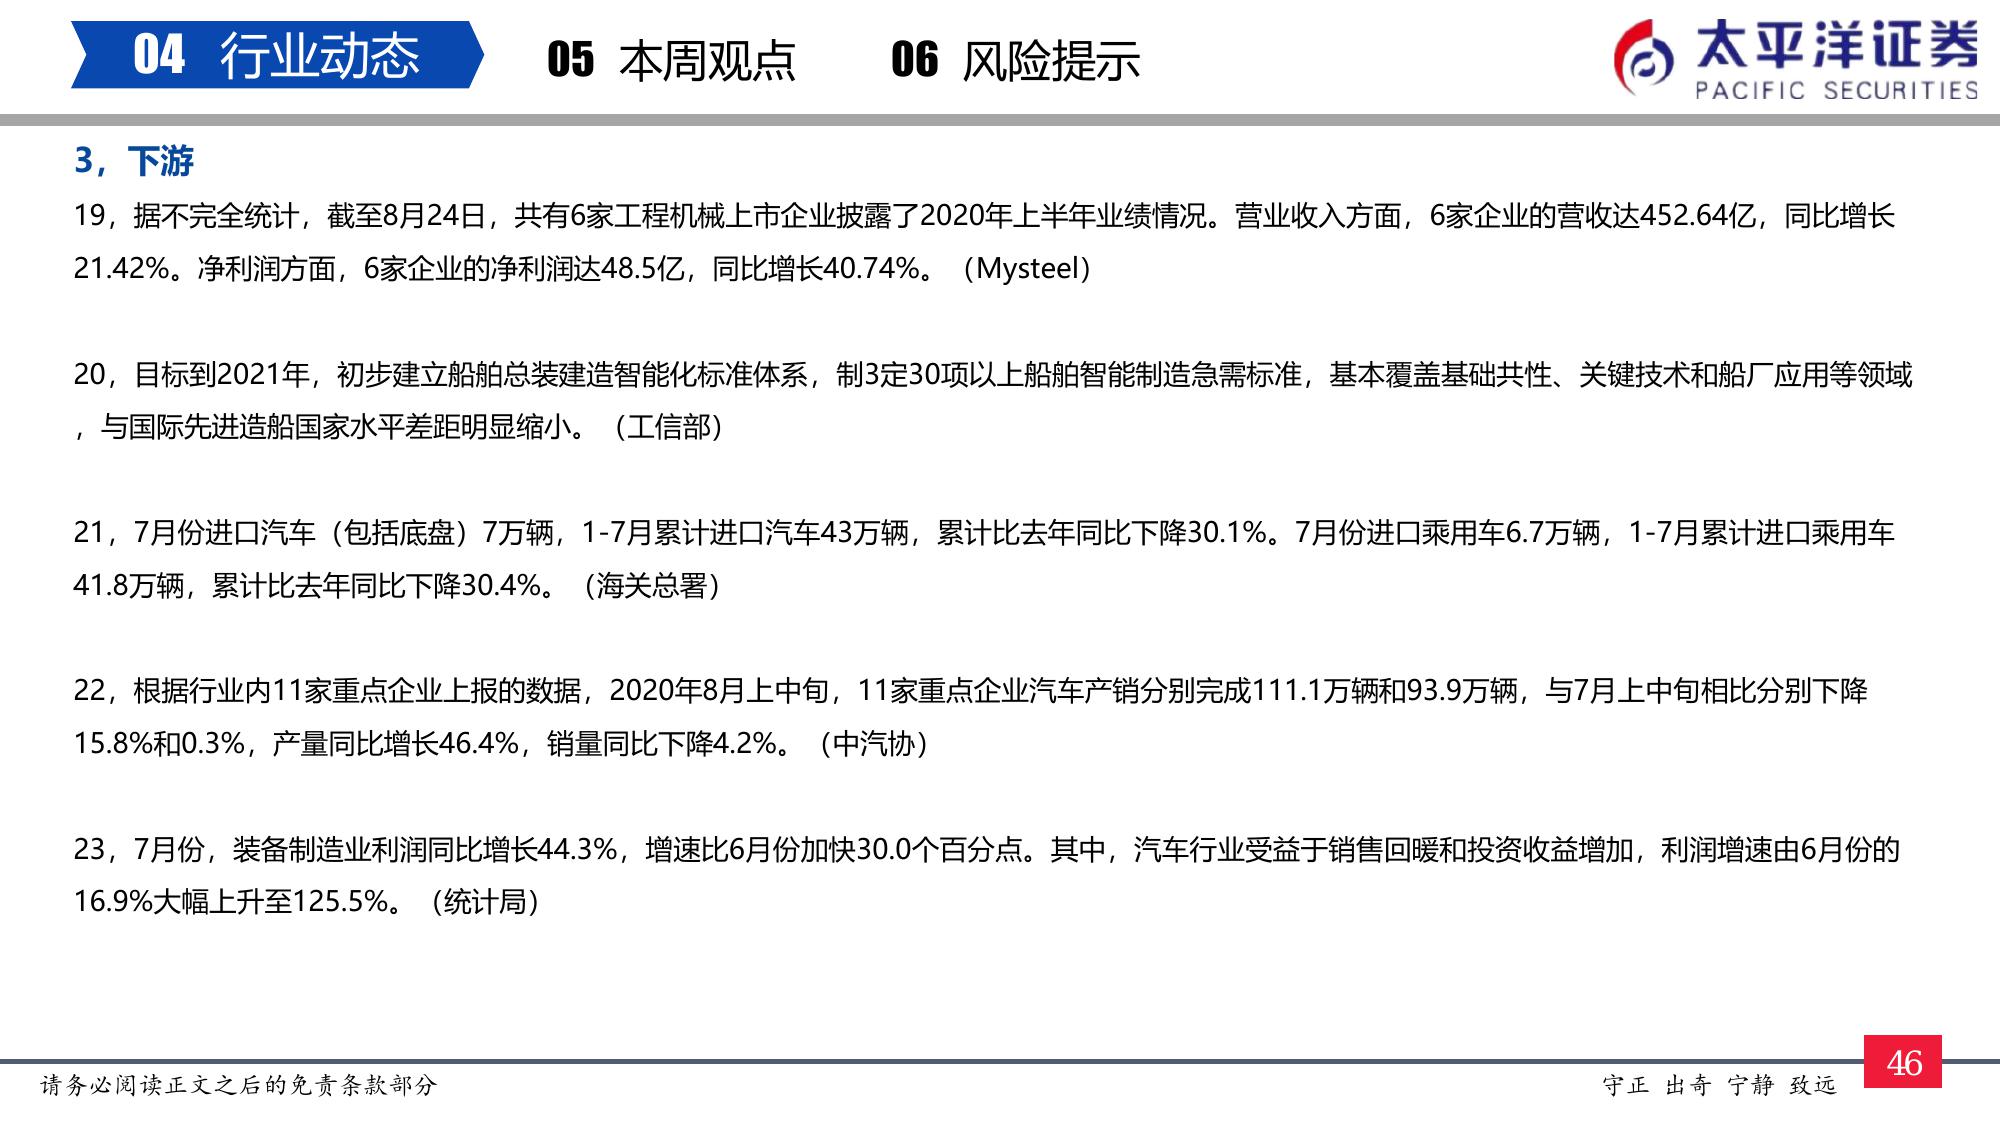 04 行业动态 05 本周观点 06 风险提示
太平洋证券
PACIFIC SECURITIES
3，下游
19，据不完全统计，截至8月24日，共有6家工程机械上市企业披露了2020年上半年业绩情况。营业收入方面，6家企业的营收达452.64亿，同比增长
21.42%。净利润方面，6家企业的净利润达48.5亿，同比增长40.74%。（Mysteel）
20，目标到2021年，初步建立船舶总装建造智能化标准体系，制3定30项以上船舶智能制造急需标准，基本覆盖基础共性、关键技术和船厂应用等领域
，与国际先进造船国家水平差距明显缩小。（工信部）
21，7月份进口汽车（包括底盘）7万辆，1-7月累计进口汽车43万辆，累计比去年同比下降30.1%。7月份进口乘用车6.7万辆，1-7月累计进口乘用车
41.8万辆，累计比去年同比下降30.4%。（海关总署）
22，根据行业内11家重点企业上报的数据，2020年8月上中旬，11家重点企业汽车产销分别完成111.1万辆和93.9万辆，与7月上中旬相比分别下降
15.8%和0.3%，产量同比增长46.4%，销量同比下降4.2%。（中汽协）
23，7月份，装备制造业利润同比增长44.3%，增速比6月份加快30.0个百分点。其中，汽车行业受益于销售回暖和投资收益增加，利润增速由6月份的
16.9%大幅上升至125.5%。（统计局）
请务必阅读正文之后的免责条款部分
守正 出奇 宁静 致远
46